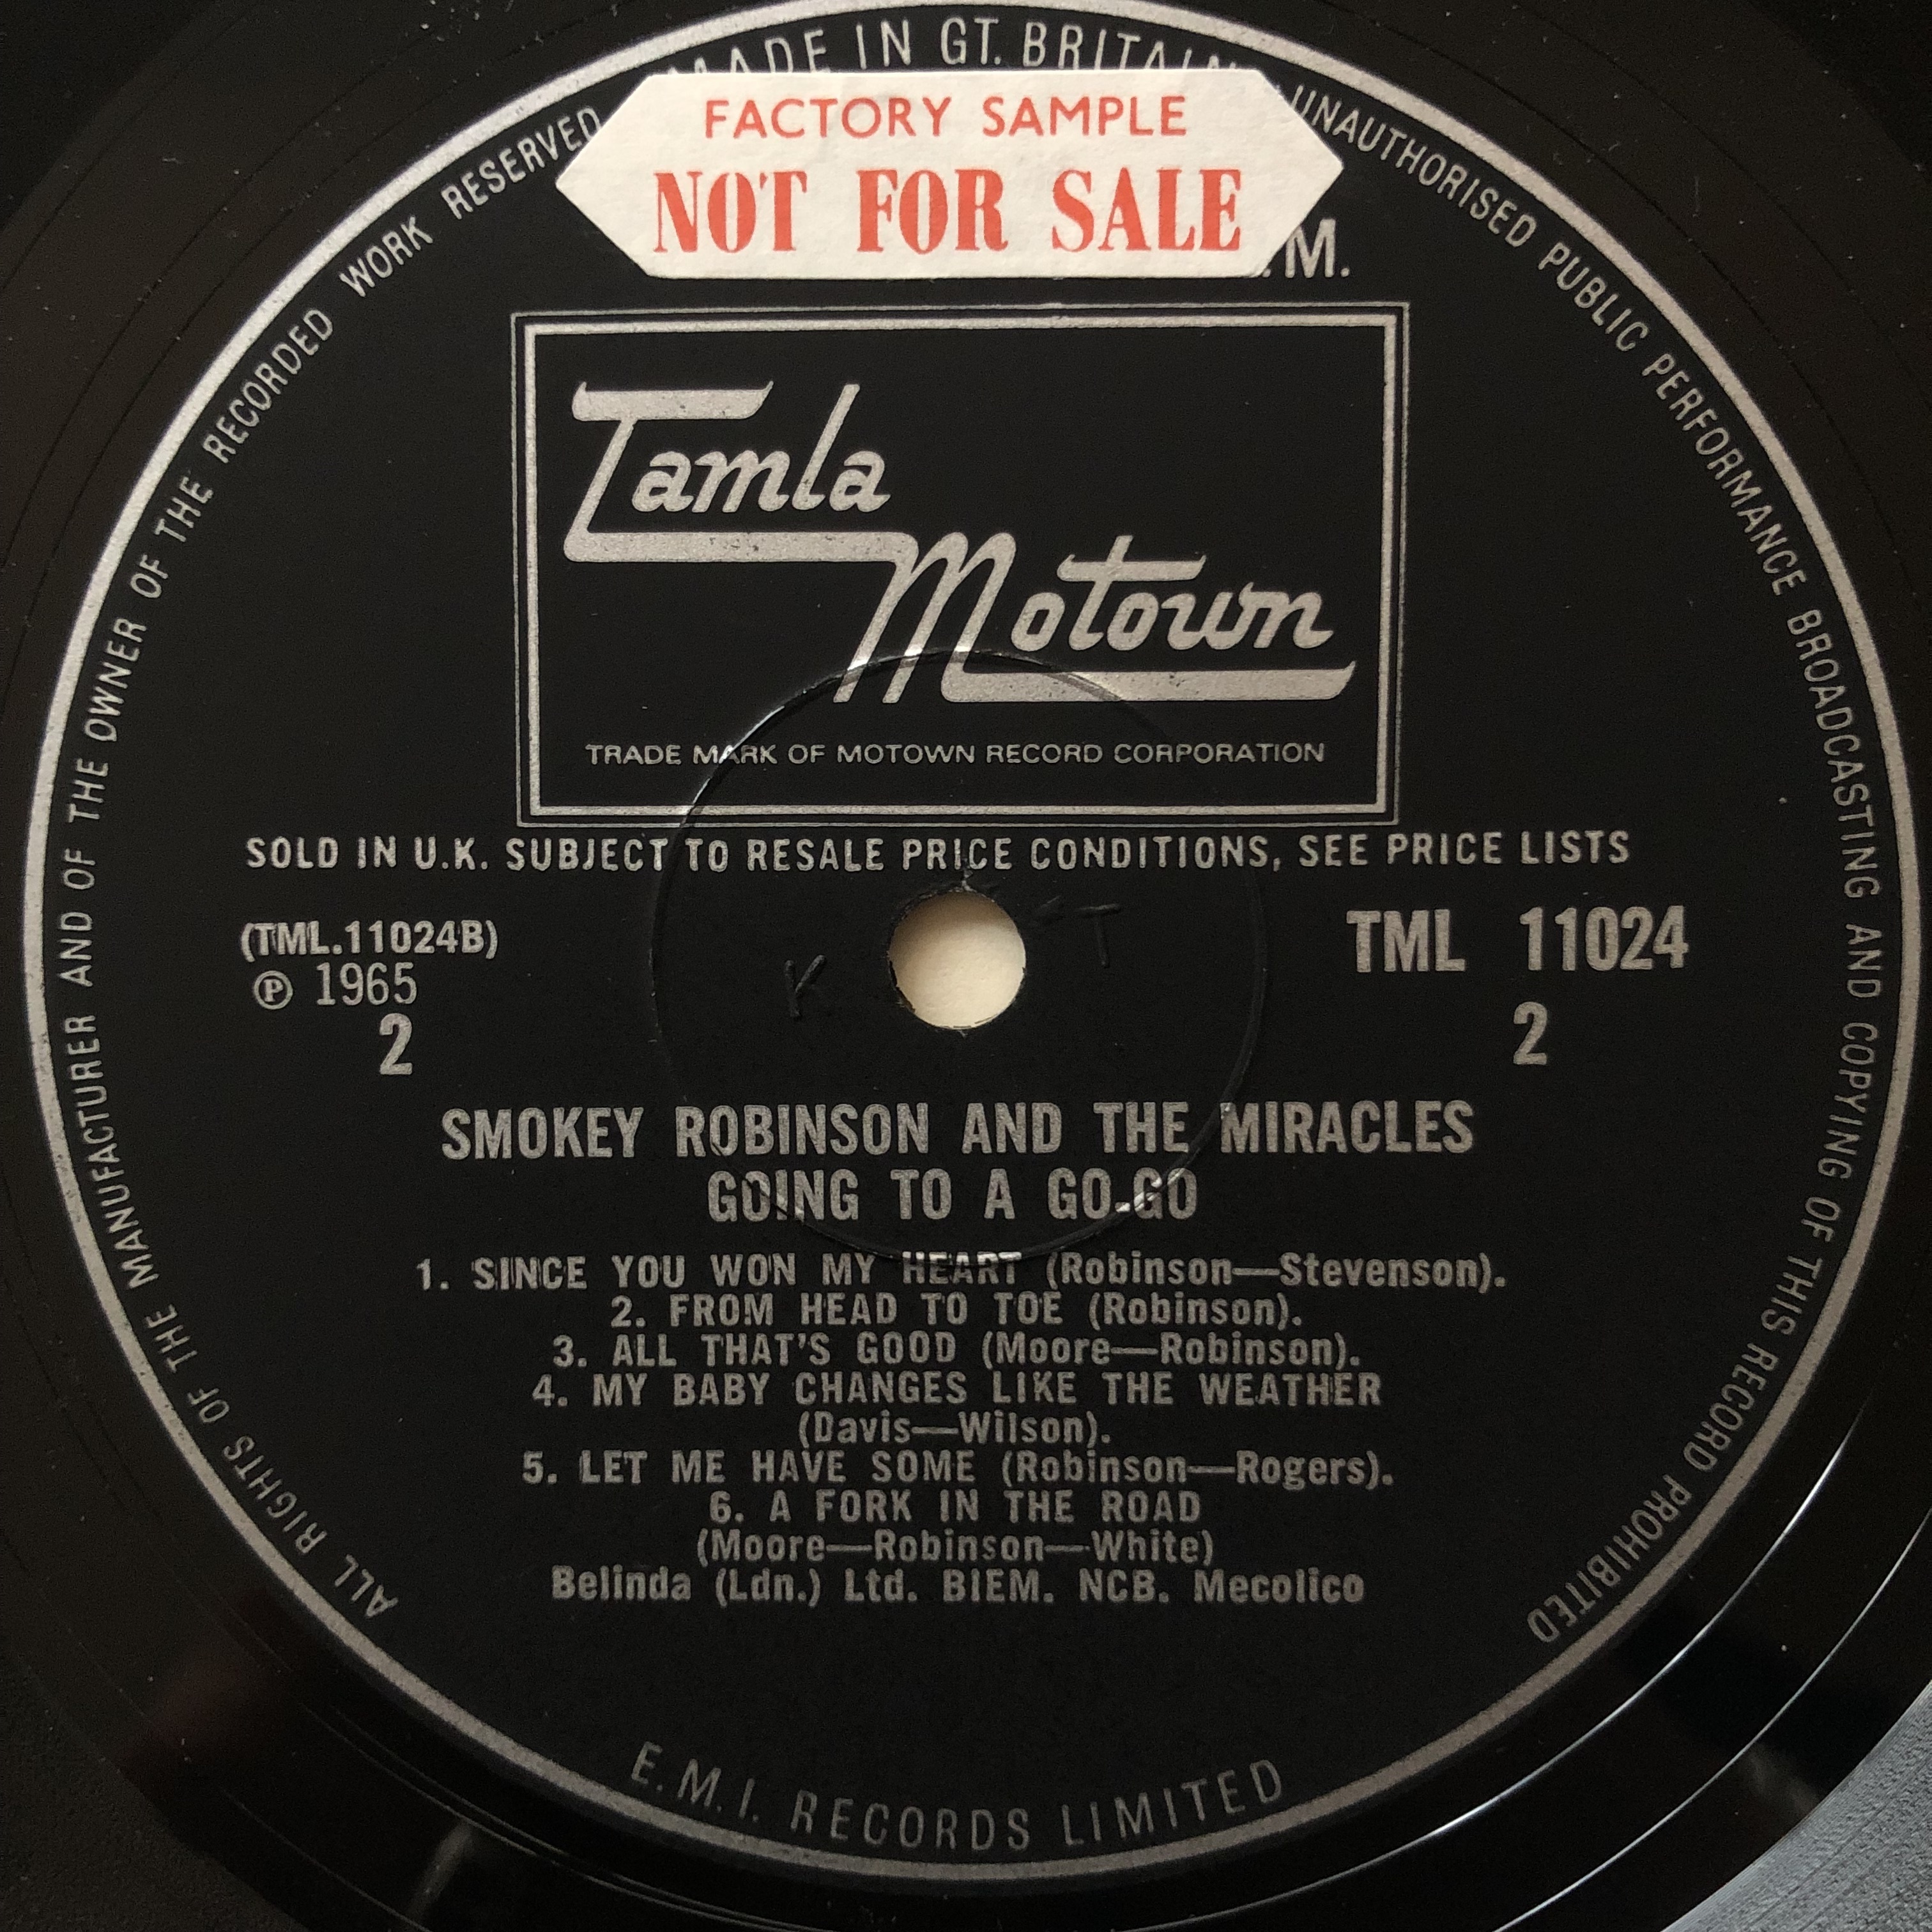 MADE IN GT. BRITAIN
FACTORY SAMPLE
NOT FOR SALE
.M.
Tamla
Motown
TRADE MARK OF MOTOWN RECORD CORPORATION
SOLD IN U.K. SUBJECT TO RESALE PRICE CONDITIONS, SEE PRICE LISTS
(TML.11024B)
TML 11024
℗ 1965
2
2
K T
SMOKEY ROBINSON AND THE MIRACLES
GOING TO A GO-GO
1. SINCE YOU WON MY HEART (Robinson—Stevenson).
2. FROM HEAD TO TOE (Robinson).
3. ALL THAT'S GOOD (Moore—Robinson).
4. MY BABY CHANGES LIKE THE WEATHER
(Davis—Wilson).
5. LET ME HAVE SOME (Robinson—Rogers).
6. A FORK IN THE ROAD
(Moore—Robinson—White)
Belinda (Ldn.) Ltd. BIEM. NCB. Mecolico
ALL RIGHTS OF THE MANUFACTURER AND OF THE OWNER OF THE RECORDED WORK RESERVED
UNAUTHORISED PUBLIC PERFORMANCE BROADCASTING AND COPYING OF THIS RECORD PROHIBITED
E.M.I. RECORDS LIMITED